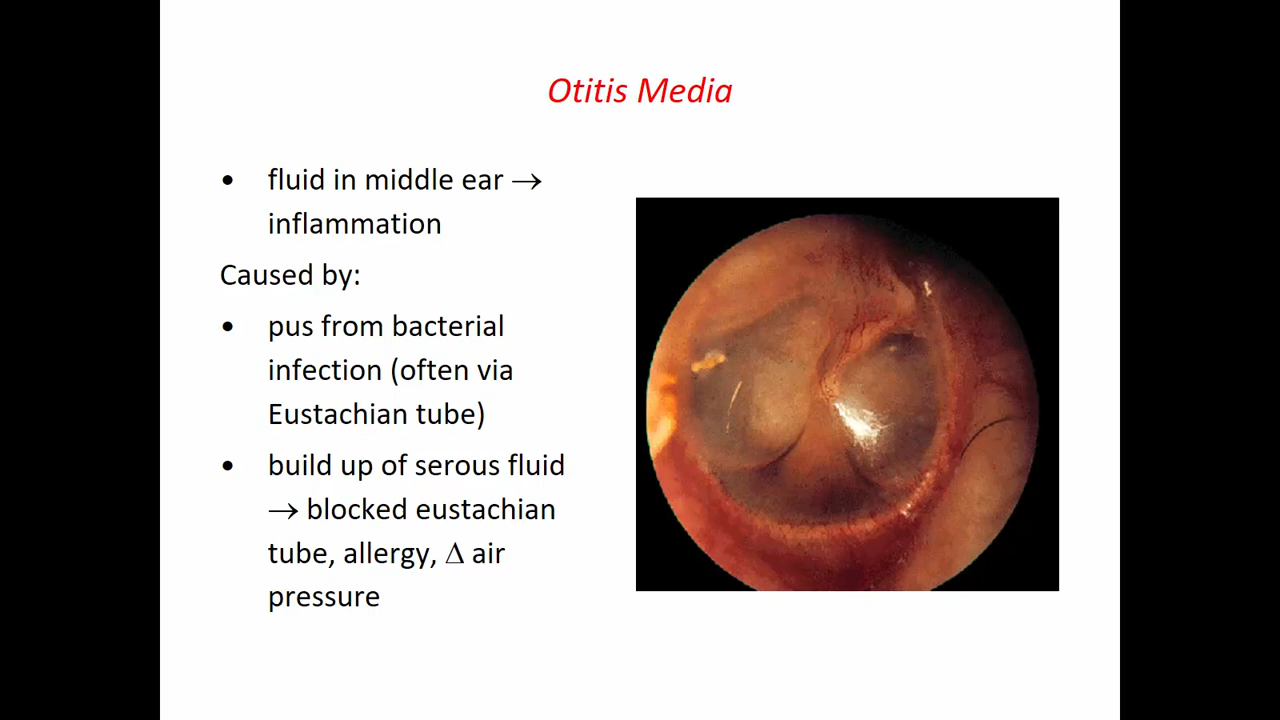 Otitis Media
• fluid in middle ear →
inflammation
Caused by:
• pus from bacterial
infection (often via
Eustachian tube)
• build up of serous fluid
→ blocked eustachian
tube, allergy, Δ air
pressure